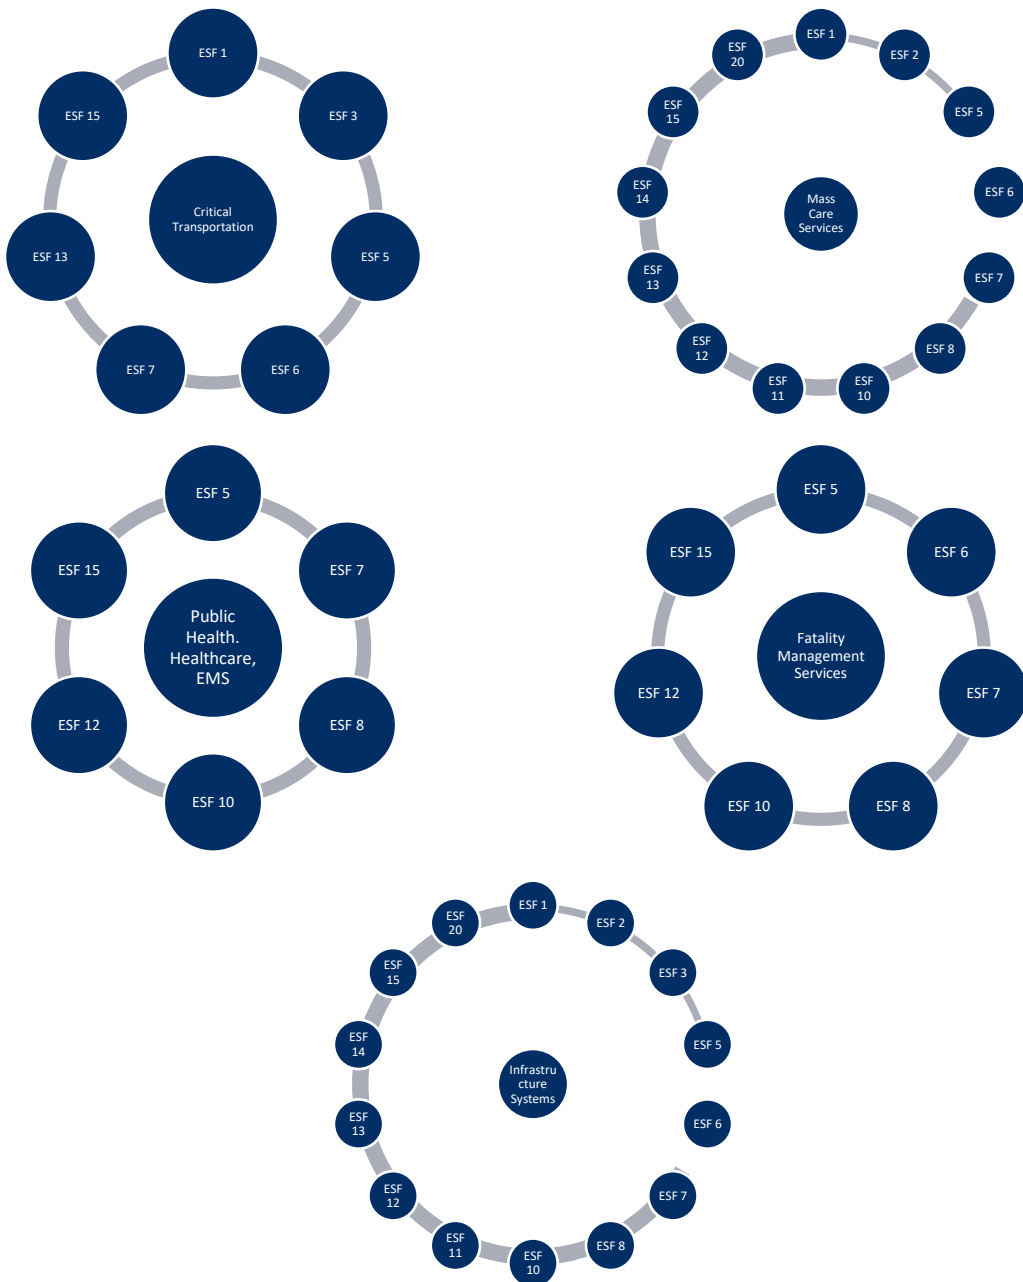 ESF 1
ESF 3
ESF 5
ESF 6
ESF 7
ESF 13
ESF 15
Critical
Transportation
ESF 1
ESF 2
ESF 5
ESF 6
ESF 7
ESF 8
ESF
10
ESF
11
ESF
12
ESF
13
ESF
14
ESF
15
ESF
20
Mass
Care
Services
ESF 5
ESF 7
ESF 8
ESF 10
ESF 12
ESF 15
Public
Health.
Healthcare,
EMS
ESF 5
ESF 6
ESF 7
ESF 8
ESF 10
ESF 12
ESF 15
Fatality
Management
Services
ESF 1
ESF 2
ESF 3
ESF 5
ESF 6
ESF 7
ESF 8
ESF
10
ESF
11
ESF
12
ESF
13
ESF
14
ESF
15
ESF
20
Infrastru
cture
Systems